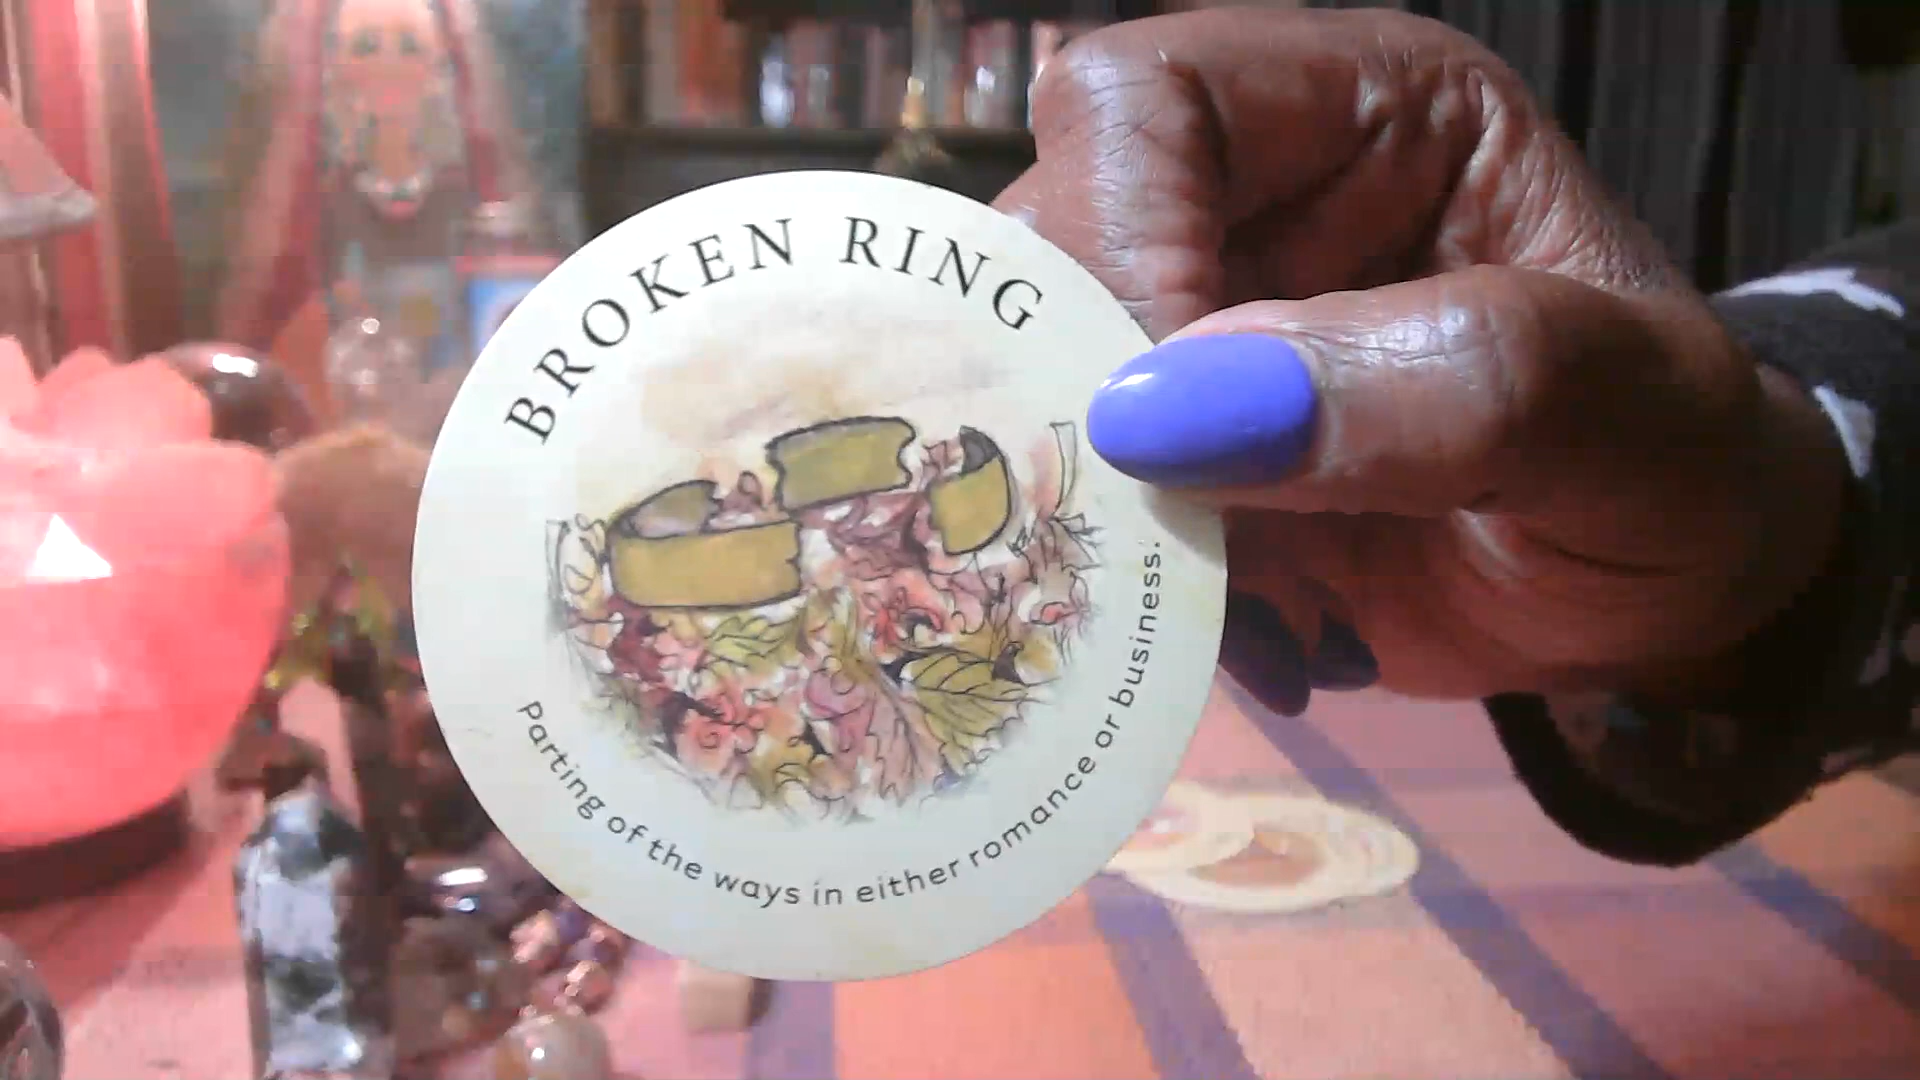 BROKEN RING
Parting of the ways in either romance or business.